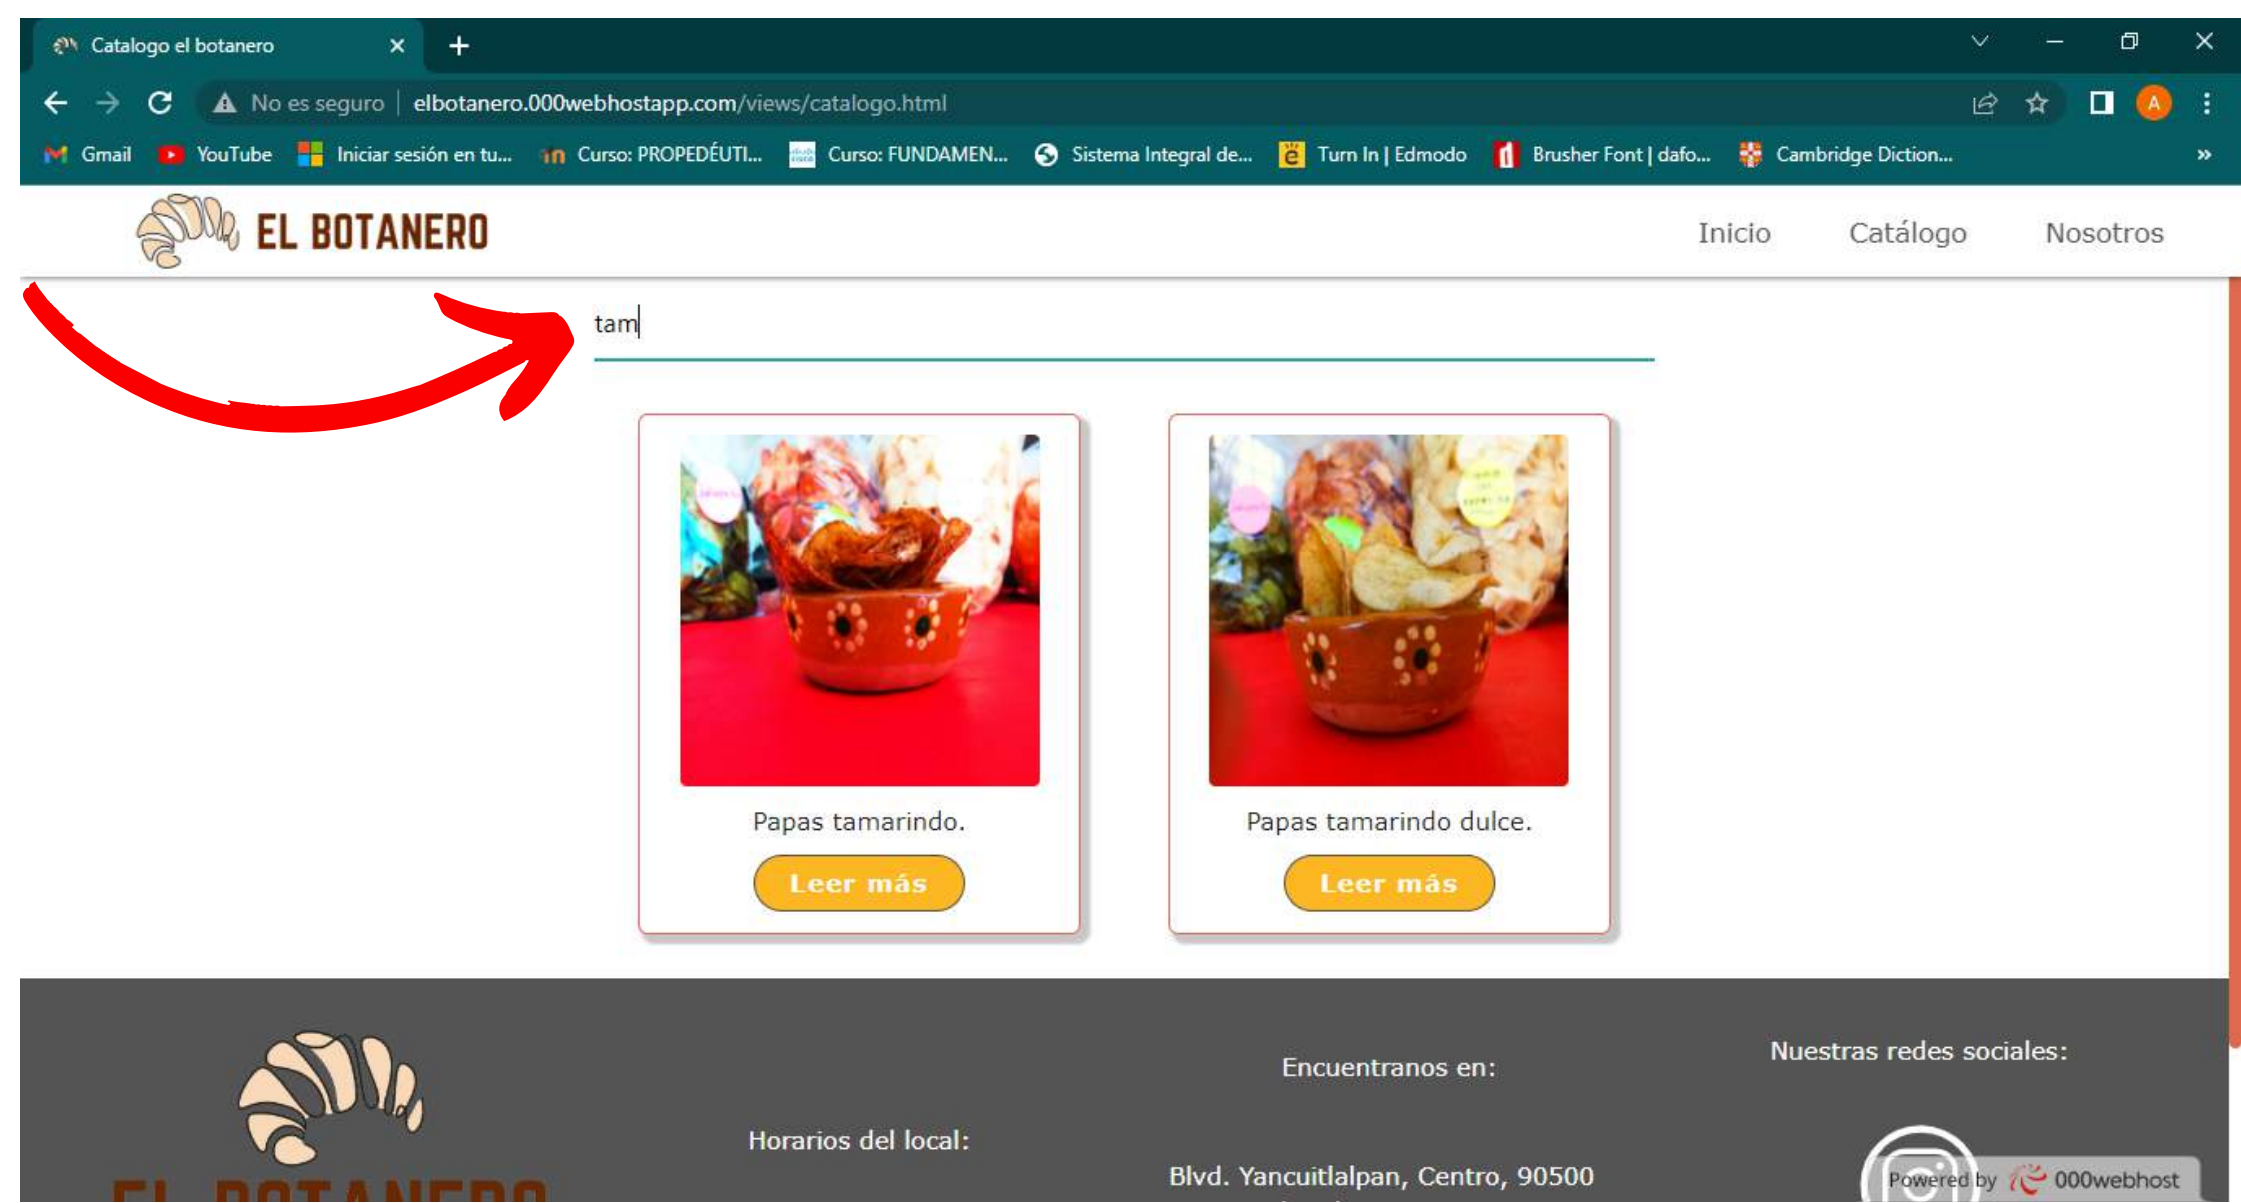 Catalogo el botanero
No es seguro | elbotanero.000webhostapp.com/views/catalogo.html
Gmail YouTube Iniciar sesión en tu... Curso: PROPEDÉUTI... Curso: FUNDAMEN... Sistema Integral de... Turn In | Edmodo Brusher Font | dafo... Cambridge Diction... »
EL BOTANERO Inicio Catálogo Nosotros
tam
Papas tamarindo. Papas tamarindo dulce.
Leer más Leer más
Nuestras redes sociales:
Encuentranos en:
Horarios del local:
Blvd. Yancuitlalpan, Centro, 90500
Powered by 000webhost
EL BOTANERO